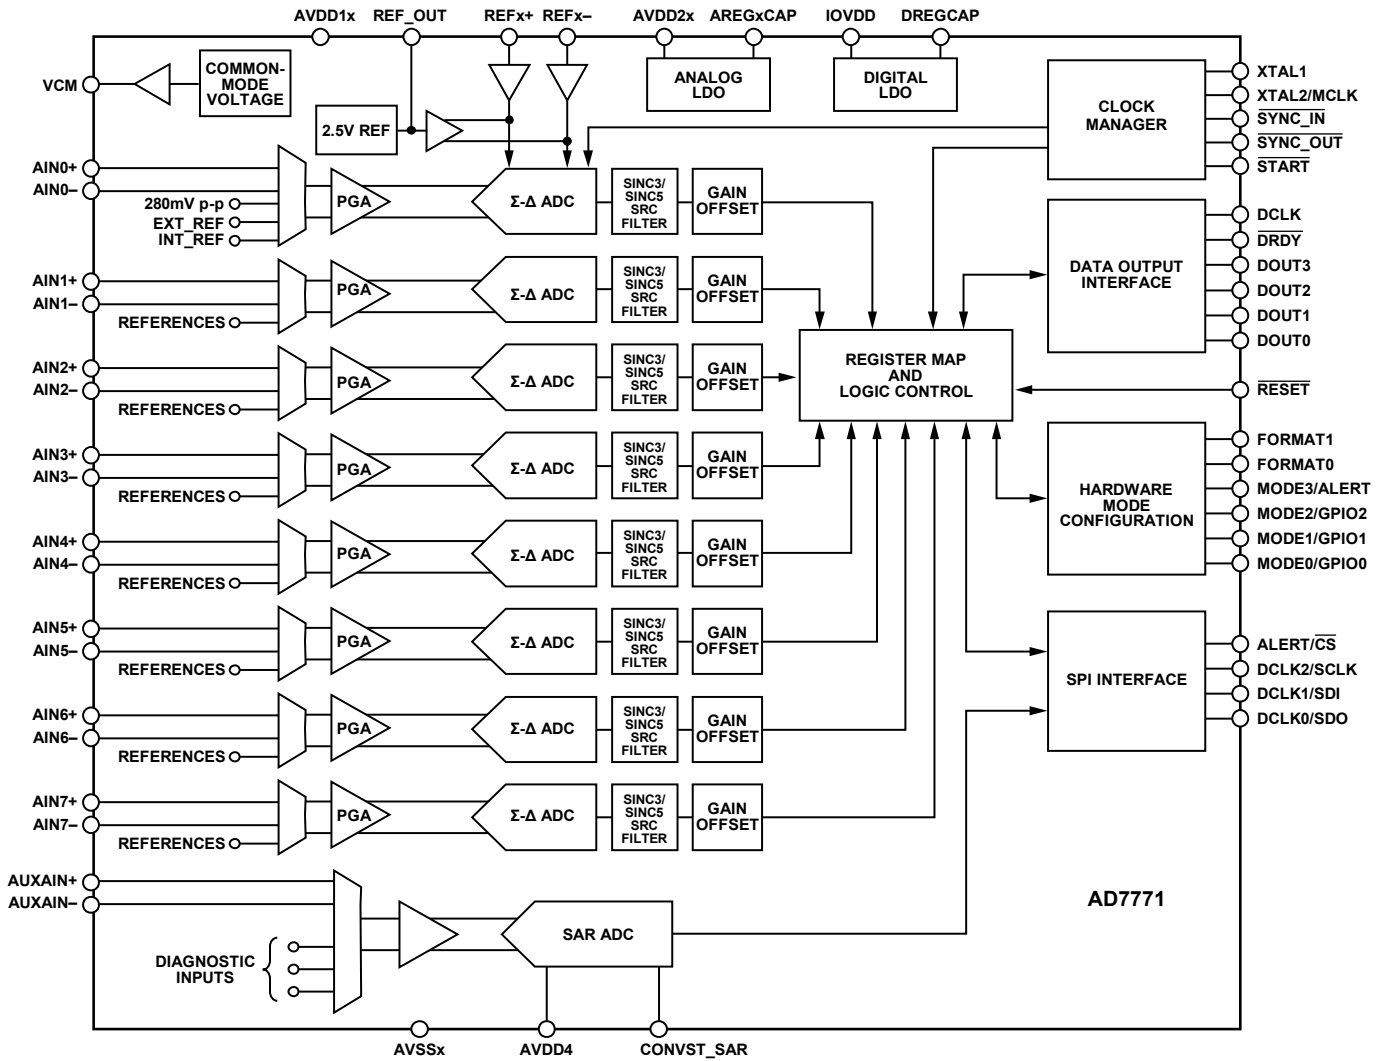 AVDD1x REF_OUT REFx+ REFx– AVDD2x AREGxCAP IOVDD DREGCAP
VCM
COMMON-
MODE
VOLTAGE
2.5V REF
ANALOG
LDO
DIGITAL
LDO
CLOCK
MANAGER
XTAL1
XTAL2/MCLK
SYNC_IN
SYNC_OUT
START
AIN0+
AIN0–
280mV p-p
EXT_REF
INT_REF
PGA
Σ-Δ ADC
SINC3/
SINC5
SRC
FILTER
GAIN
OFFSET
AIN1+
AIN1–
REFERENCES
PGA
Σ-Δ ADC
SINC3/
SINC5
SRC
FILTER
GAIN
OFFSET
DATA OUTPUT
INTERFACE
DCLK
DRDY
DOUT3
DOUT2
DOUT1
DOUT0
AIN2+
AIN2–
REFERENCES
PGA
Σ-Δ ADC
SINC3/
SINC5
SRC
FILTER
GAIN
OFFSET
REGISTER MAP
AND
LOGIC CONTROL
RESET
AIN3+
AIN3–
REFERENCES
PGA
Σ-Δ ADC
SINC3/
SINC5
SRC
FILTER
GAIN
OFFSET
HARDWARE
MODE
CONFIGURATION
FORMAT1
FORMAT0
MODE3/ALERT
MODE2/GPIO2
MODE1/GPIO1
MODE0/GPIO0
AIN4+
AIN4–
REFERENCES
PGA
Σ-Δ ADC
SINC3/
SINC5
SRC
FILTER
GAIN
OFFSET
AIN5+
AIN5–
REFERENCES
PGA
Σ-Δ ADC
SINC3/
SINC5
SRC
FILTER
GAIN
OFFSET
SPI INTERFACE
ALERT/CS
DCLK2/SCLK
DCLK1/SDI
DCLK0/SDO
AIN6+
AIN6–
REFERENCES
PGA
Σ-Δ ADC
SINC3/
SINC5
SRC
FILTER
GAIN
OFFSET
AIN7+
AIN7–
REFERENCES
PGA
Σ-Δ ADC
SINC3/
SINC5
SRC
FILTER
GAIN
OFFSET
AUXAIN+
AUXAIN–
DIAGNOSTIC
INPUTS
SAR ADC
AD7771
AVSSx AVDD4 CONVST_SAR